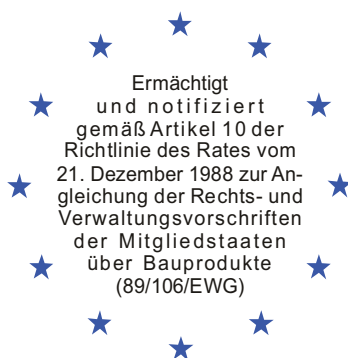 Ermächtigt
und notifiziert
gemäß Artikel 10 der
Richtlinie des Rates vom
21. Dezember 1988 zur An-
gleichung der Rechts- und
Verwaltungsvorschriften
der Mitgliedstaaten
über Bauprodukte
(89/106/EWG)